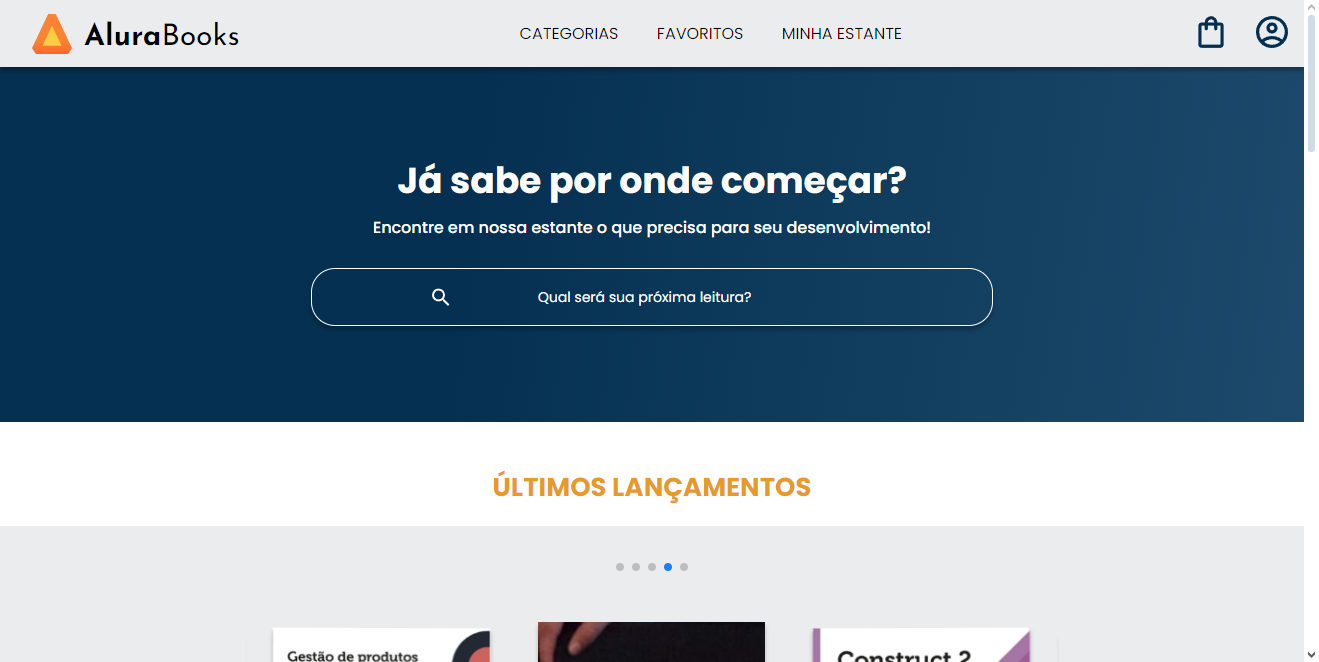 AluraBooks
CATEGORIAS FAVORITOS MINHA ESTANTE
Já sabe por onde começar?
Encontre em nossa estante o que precisa para seu desenvolvimento!
Qual será sua próxima leitura?
ÚLTIMOS LANÇAMENTOS
Gestão de produtos
Construct 2